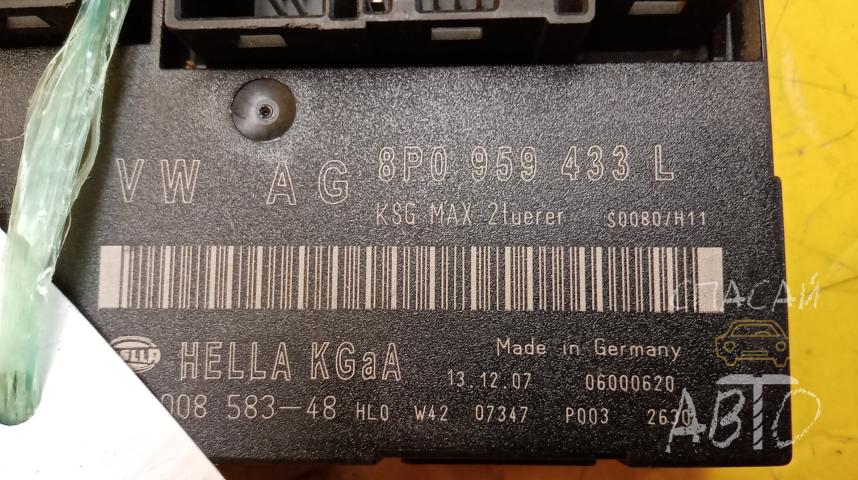 VW AG 8P0 959 433 L
KSG MAX 2tuerer S0080/H11
HELLA HELLA KGaA Made in Germany
13.12.07 06000620
008 583-48 HL0 W42 07347 P003 2630
СПАСАЙ
АВТО